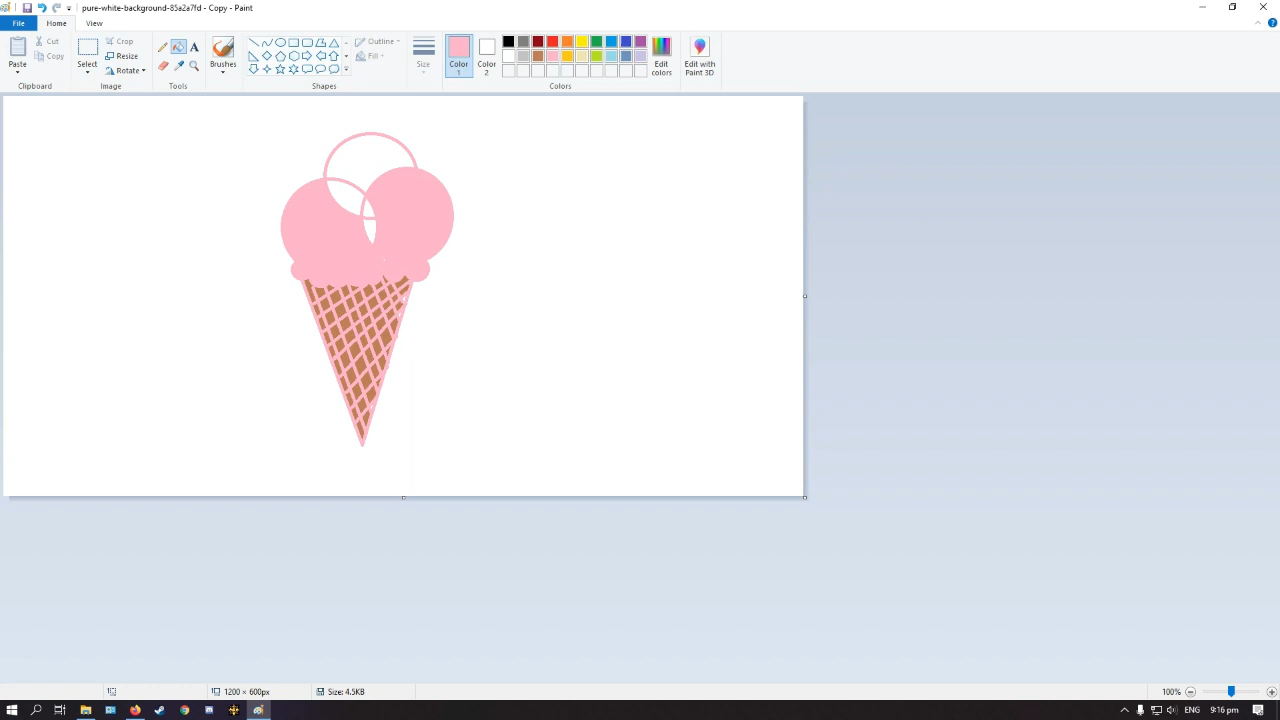 pure-white-background-85a2a7fd - Copy - Paint
File Home View
Paste
Cut
Copy
Clipboard
Select
Crop
Resize
Rotate
Image
Tools
Brushes
Outline
Fill
Shapes
Size
Color
1
Color
2
Colors
Edit
colors
Edit with
Paint 3D
1200 × 600px
Size: 4.5KB
100%
ENG
9:16 pm